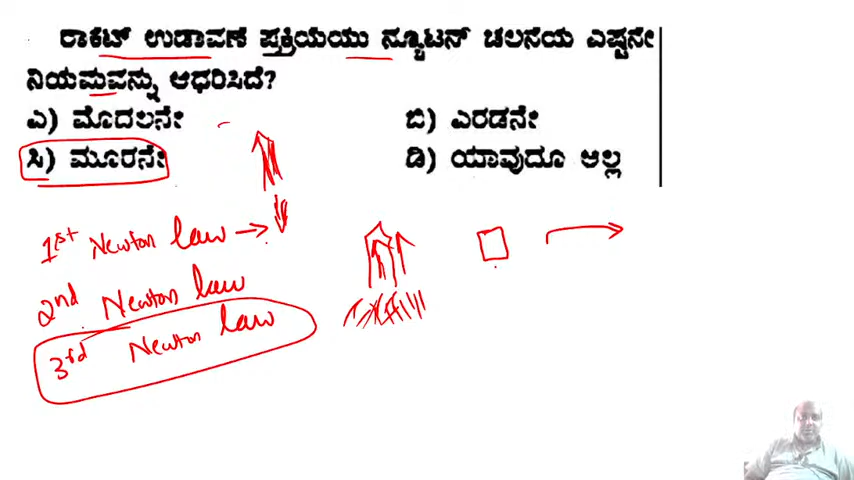 ರಾಕೆಟ್ ಉಡಾವಣೆ ಪ್ರಕ್ರಿಯೆಯು ನ್ಯೂಟನ್ ಚಲನೆಯ ಎಷ್ಟನೇ
ನಿಯಮವನ್ನು ಆಧರಿಸಿದೆ?
ಎ) ಮೊದಲನೇ ಬಿ) ಎರಡನೇ
ಸಿ) ಮೂರನೇ ಡಿ) ಯಾವುದೂ ಅಲ್ಲ
1st Newton law →
2nd Newton law
3rd Newton law